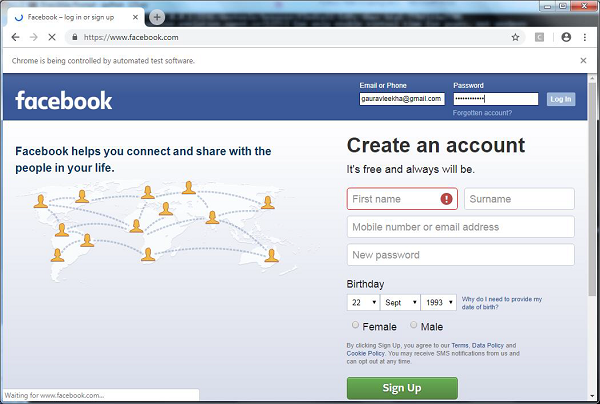 Facebook – log in or sign up
https://www.facebook.com
Chrome is being controlled by automated test software.
facebook
Email or Phone
Password
gauravleekha@gmail.com
••••••••••••
Log In
Forgotten account?
Facebook helps you connect and share with the
people in your life.
Create an account
It's free and always will be.
First name
Surname
Mobile number or email address
New password
Birthday
22
Sept
1993
Why do I need to provide my
date of birth?
Female
Male
By clicking Sign Up, you agree to our Terms, Data Policy and
Cookie Policy. You may receive SMS notifications from us and
can opt out at any time.
Sign Up
Waiting for www.facebook.com...